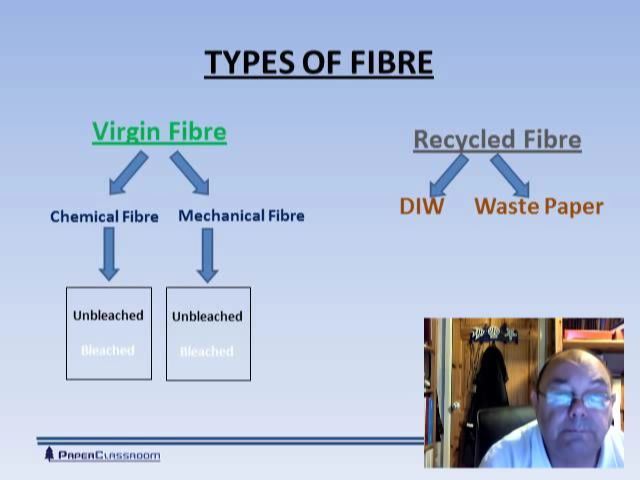 TYPES OF FIBRE
Virgin Fibre
Recycled Fibre
Chemical Fibre
Mechanical Fibre
DIW
Waste Paper
Unbleached
Bleached
Unbleached
Bleached
PAPERCLASSROOM